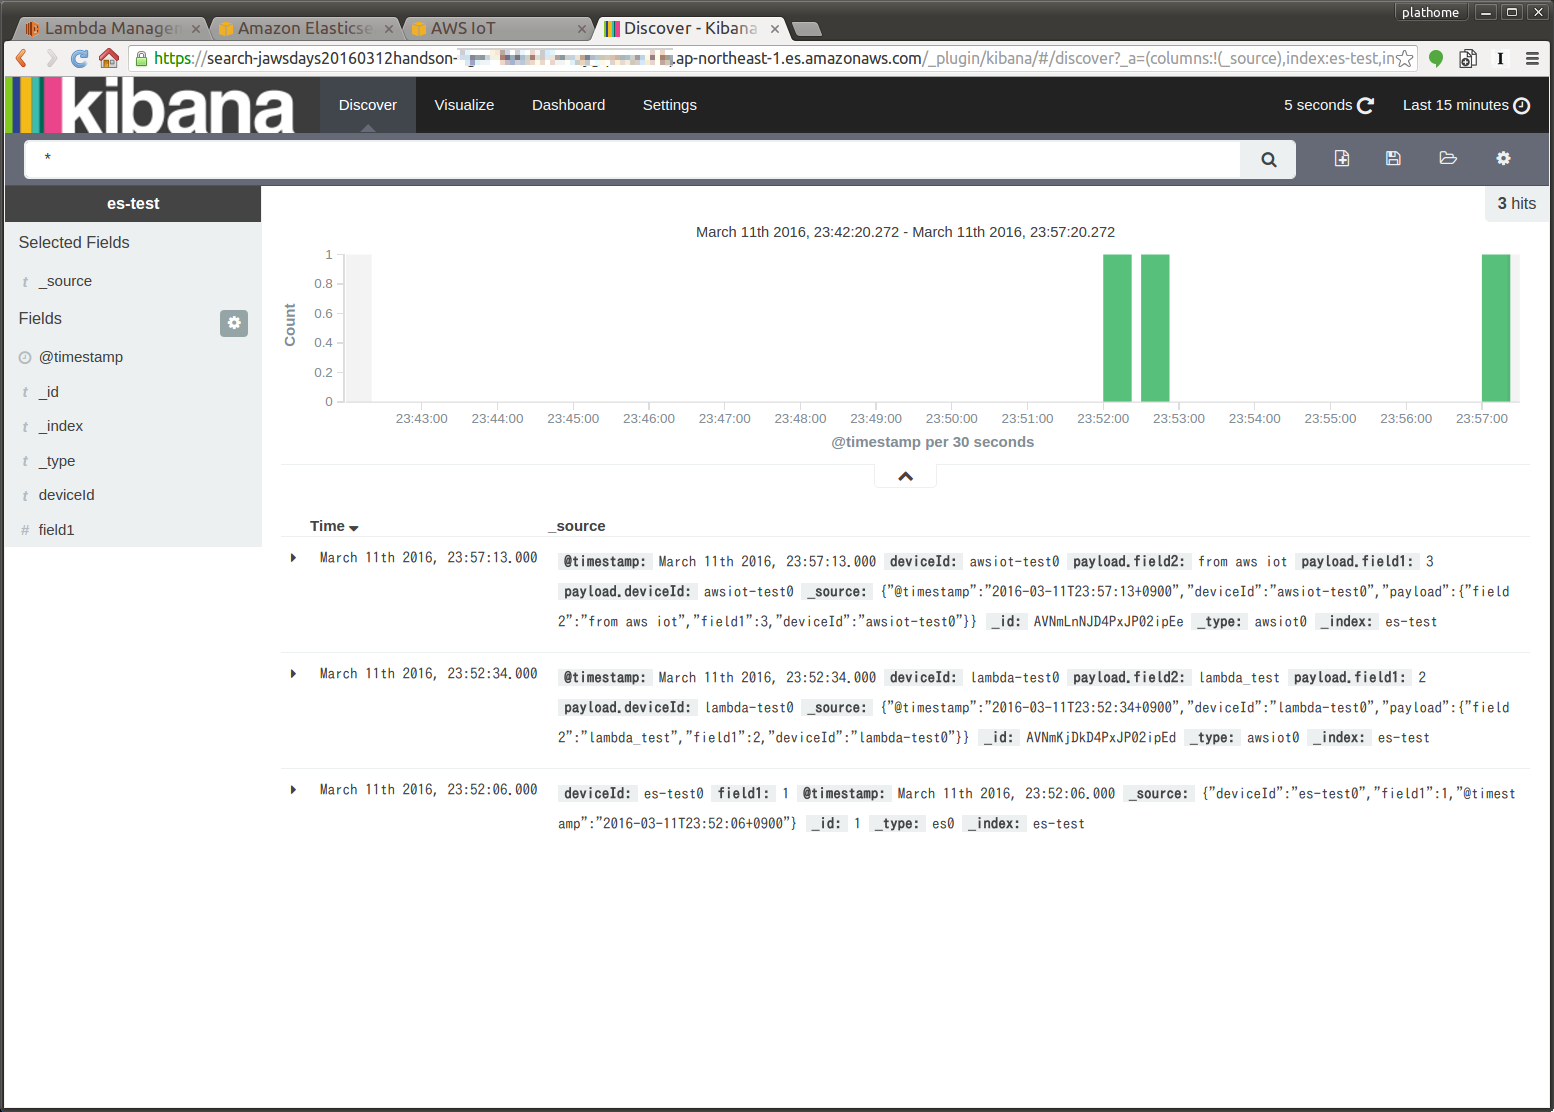 plathome
Lambda Managem
Amazon Elasticse
AWS IoT
Discover - Kibana
https://search-jawsdays20160312handson-
.ap-northeast-1.es.amazonaws.com/_plugin/kibana/#/discover?_a=(columns:!(_source),index:es-test,in
kibana
Discover
Visualize
Dashboard
Settings
5 seconds
Last 15 minutes
*
es-test
3 hits
Selected Fields
t _source
Fields
@timestamp
t _id
t _index
t _type
t deviceId
# field1
March 11th 2016, 23:42:20.272 - March 11th 2016, 23:57:20.272
Count
1
0.8
0.6
0.4
0.2
0
23:43:00 23:44:00 23:45:00 23:46:00 23:47:00 23:48:00 23:49:00 23:50:00 23:51:00 23:52:00 23:53:00 23:54:00 23:55:00 23:56:00 23:57:00
@timestamp per 30 seconds
Time _source
March 11th 2016, 23:57:13.000
@timestamp: March 11th 2016, 23:57:13.000 deviceId: awsiot-test0 payload.field2: from aws iot payload.field1: 3
payload.deviceId: awsiot-test0 _source: {"@timestamp":"2016-03-11T23:57:13+0900","deviceId":"awsiot-test0","payload":{"field
2":"from aws iot","field1":3,"deviceId":"awsiot-test0"}} _id: AVNmLnNJD4PxJP02ipEe _type: awsiot0 _index: es-test
March 11th 2016, 23:52:34.000
@timestamp: March 11th 2016, 23:52:34.000 deviceId: lambda-test0 payload.field2: lambda_test payload.field1: 2
payload.deviceId: lambda-test0 _source: {"@timestamp":"2016-03-11T23:52:34+0900","deviceId":"lambda-test0","payload":{"field
2":"lambda_test","field1":2,"deviceId":"lambda-test0"}} _id: AVNmKjDkD4PxJP02ipEd _type: awsiot0 _index: es-test
March 11th 2016, 23:52:06.000
deviceId: es-test0 field1: 1 @timestamp: March 11th 2016, 23:52:06.000 _source: {"deviceId":"es-test0","field1":1,"@timest
amp":"2016-03-11T23:52:06+0900"} _id: 1 _type: es0 _index: es-test